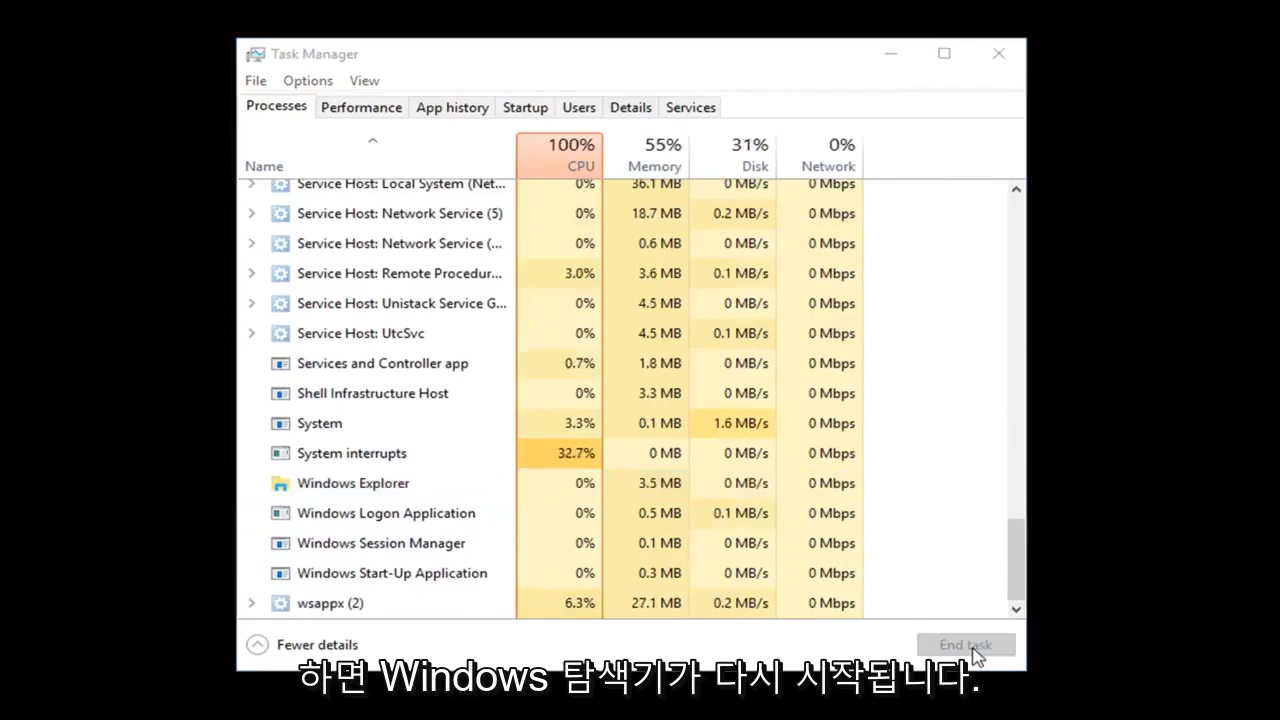 Task Manager
File Options View
Processes Performance App history Startup Users Details Services
100% 55% 31% 0%
Name CPU Memory Disk Network
Service Host: Local System (Net... 0% 36.1 MB 0 MB/s 0 Mbps
Service Host: Network Service (5) 0% 18.7 MB 0.2 MB/s 0 Mbps
Service Host: Network Service (... 0% 0.6 MB 0 MB/s 0 Mbps
Service Host: Remote Procedur... 3.0% 3.6 MB 0.1 MB/s 0 Mbps
Service Host: Unistack Service G... 0% 4.5 MB 0 MB/s 0 Mbps
Service Host: UtcSvc 0% 4.5 MB 0.1 MB/s 0 Mbps
Services and Controller app 0.7% 1.8 MB 0 MB/s 0 Mbps
Shell Infrastructure Host 0% 3.3 MB 0 MB/s 0 Mbps
System 3.3% 0.1 MB 1.6 MB/s 0 Mbps
System interrupts 32.7% 0 MB 0 MB/s 0 Mbps
Windows Explorer 0% 3.5 MB 0 MB/s 0 Mbps
Windows Logon Application 0% 0.5 MB 0.1 MB/s 0 Mbps
Windows Session Manager 0% 0.1 MB 0 MB/s 0 Mbps
Windows Start-Up Application 0% 0.3 MB 0 MB/s 0 Mbps
wsappx (2) 6.3% 27.1 MB 0.2 MB/s 0 Mbps
Fewer details End task
하면 Windows 탐색기가 다시 시작됩니다.